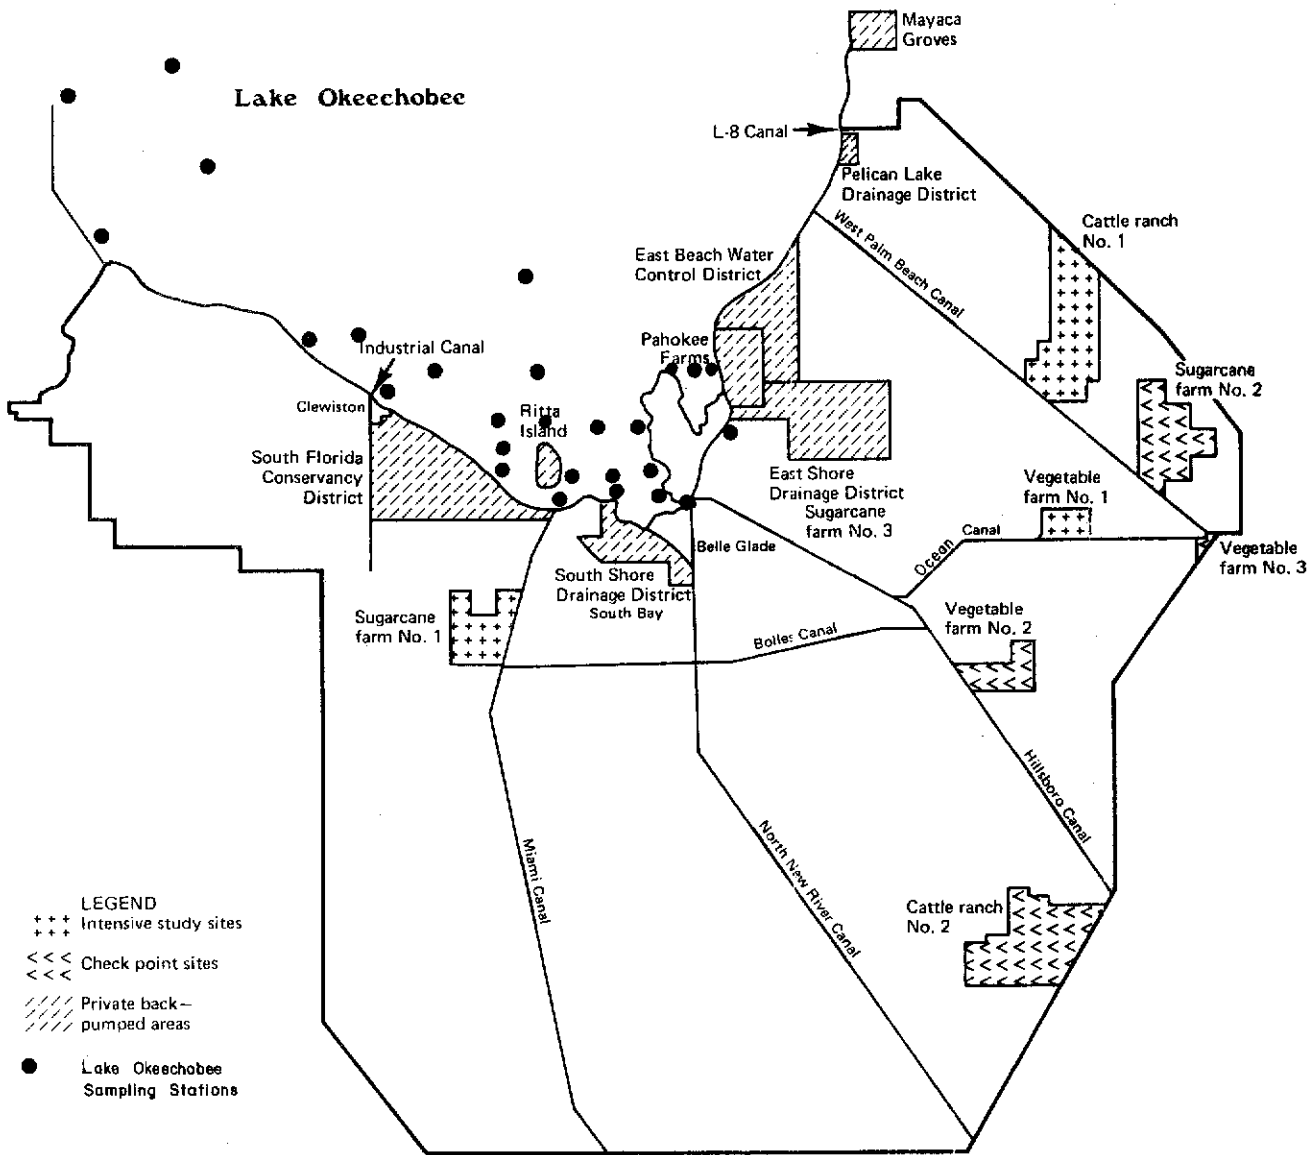 Mayaca
Groves
Lake Okeechobee
L-8 Canal
Pelican Lake
Drainage District
West Palm Beach Canal
Cattle ranch
No. 1
East Beach Water
Control District
Industrial Canal
Pahokee
Farms
Sugarcane
farm No. 2
Clewiston
Ritta
Island
South Florida
Conservancy
District
East Shore
Drainage District
Sugarcane
farm No. 3
Vegetable
farm No. 1
Ocean Canal
Belle Glade
Vegetable
farm No. 3
South Shore
Drainage District
South Bay
Sugarcane
farm No. 1
Vegetable
farm No. 2
Bolles Canal
Hillsboro Canal
Miami Canal
North New River Canal
Cattle ranch
No. 2
LEGEND
Intensive study sites
Check point sites
Private back–
pumped areas
Lake Okeechobee
Sampling Stations